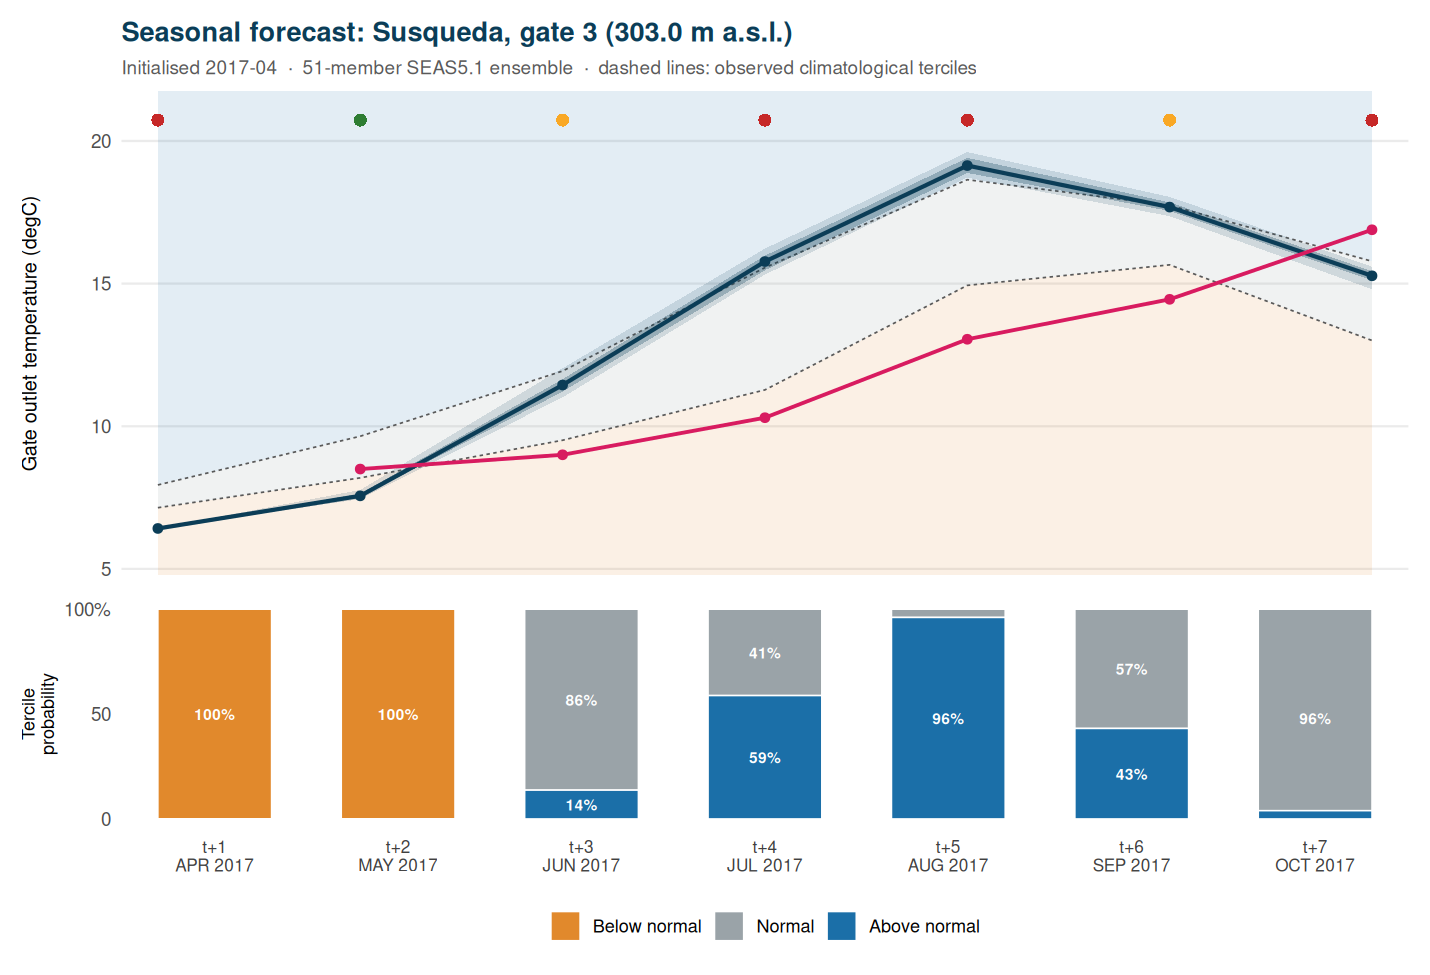 Seasonal forecast: Susqueda, gate 3 (303.0 m a.s.l.)
Initialised 2017-04 · 51-member SEAS5.1 ensemble · dashed lines: observed climatological terciles
Gate outlet temperature (degC)
20
15
10
5
Tercile
probability
100%
50
0
100%
100%
86%
14%
41%
59%
96%
57%
43%
96%
t+1
APR 2017
t+2
MAY 2017
t+3
JUN 2017
t+4
JUL 2017
t+5
AUG 2017
t+6
SEP 2017
t+7
OCT 2017
Below normal
Normal
Above normal